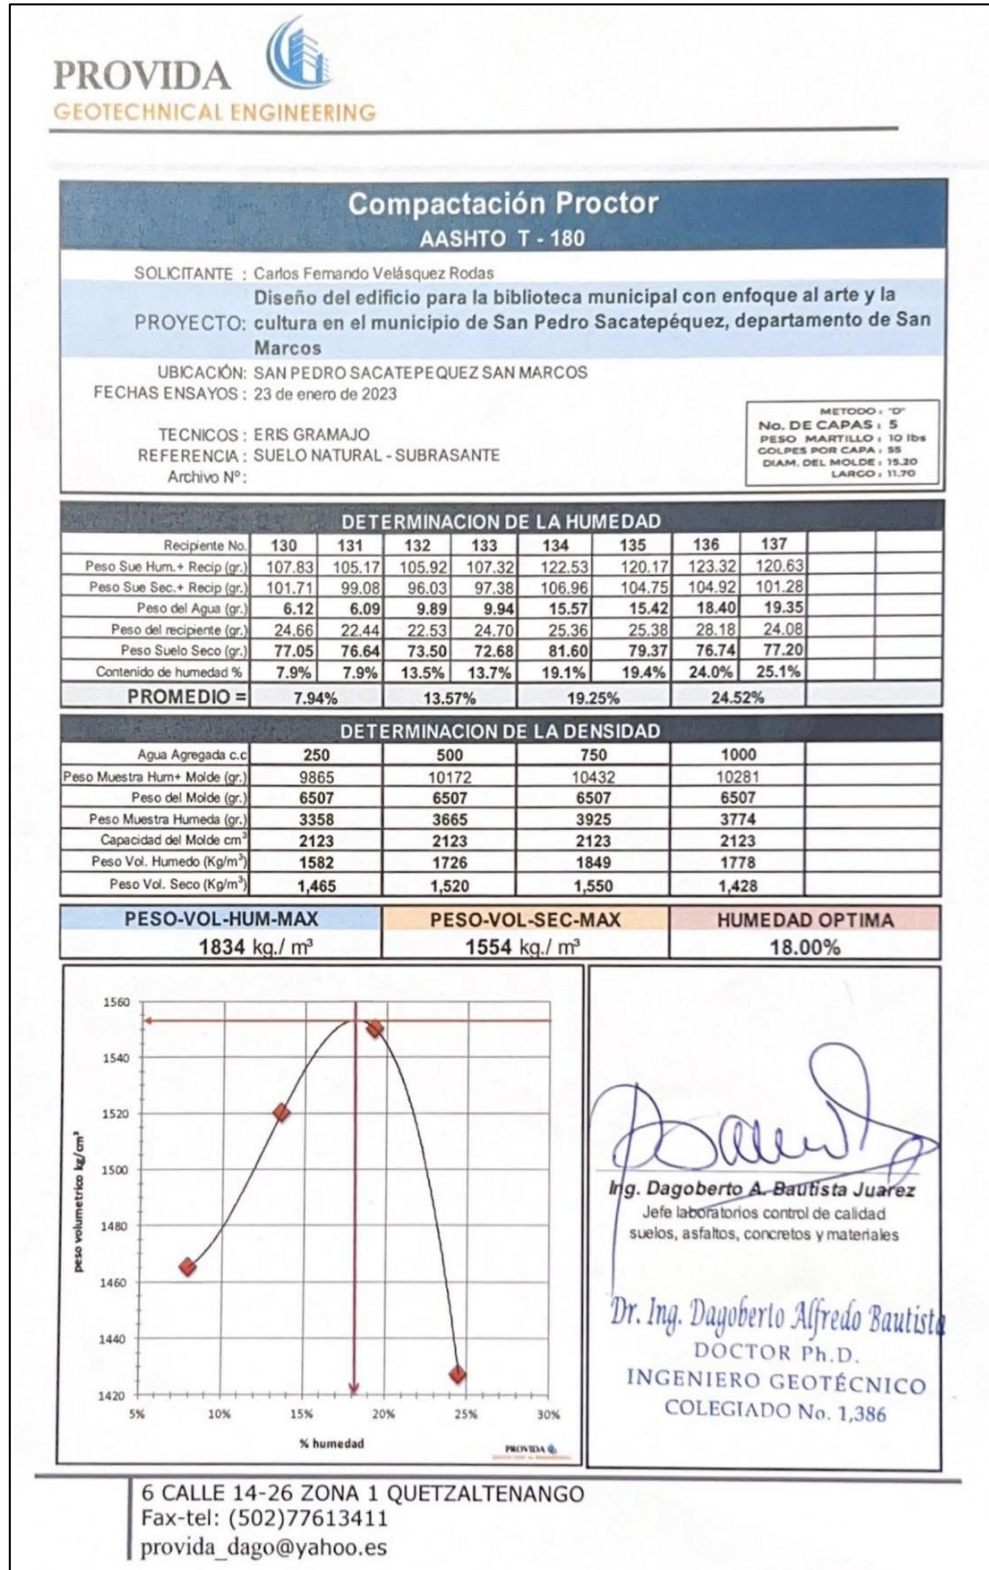 PROVIDA
GEOTECHNICAL ENGINEERING
Compactación Proctor
AASHTO T - 180
SOLICITANTE : Carlos Fernando Velásquez Rodas
PROYECTO: Diseño del edificio para la biblioteca municipal con enfoque al arte y la
cultura en el municipio de San Pedro Sacatepéquez, departamento de San
Marcos
UBICACIÓN: SAN PEDRO SACATEPEQUEZ SAN MARCOS
FECHAS ENSAYOS : 23 de enero de 2023
TECNICOS : ERIS GRAMAJO
REFERENCIA : SUELO NATURAL - SUBRASANTE
Archivo Nº :
METODO : "D"
No. DE CAPAS : 5
PESO MARTILLO : 10 lbs
GOLPES POR CAPA : 55
DIAM. DEL MOLDE : 15.20
LARGO : 11.70
DETERMINACION DE LA HUMEDAD
Recipiente No. 130 131 132 133 134 135 136 137
Peso Sue Hum.+ Recip (gr.) 107.83 105.17 105.92 107.32 122.53 120.17 123.32 120.63
Peso Sue Sec.+ Recip (gr.) 101.71 99.08 96.03 97.38 106.96 104.75 104.92 101.28
Peso del Agua (gr.) 6.12 6.09 9.89 9.94 15.57 15.42 18.40 19.35
Peso del recipiente (gr.) 24.66 22.44 22.53 24.70 25.36 25.38 28.18 24.08
Peso Suelo Seco (gr.) 77.05 76.64 73.50 72.68 81.60 79.37 76.74 77.20
Contenido de humedad % 7.9% 7.9% 13.5% 13.7% 19.1% 19.4% 24.0% 25.1%
PROMEDIO = 7.94% 13.57% 19.25% 24.52%
DETERMINACION DE LA DENSIDAD
Agua Agregada c.c 250 500 750 1000
Peso Muestra Hum+ Molde (gr.) 9865 10172 10432 10281
Peso del Molde (gr.) 6507 6507 6507 6507
Peso Muestra Humeda (gr.) 3358 3665 3925 3774
Capacidad del Molde cm³ 2123 2123 2123 2123
Peso Vol. Humedo (Kg/m³) 1582 1726 1849 1778
Peso Vol. Seco (Kg/m³) 1,465 1,520 1,550 1,428
PESO-VOL-HUM-MAX PESO-VOL-SEC-MAX HUMEDAD OPTIMA
1834 kg./ m³ 1554 kg./ m³ 18.00%
peso volumetrico kg/cm³
1560
1540
1520
1500
1480
1460
1440
1420
5% 10% 15% 20% 25% 30%
% humedad
PROVIDA
Ing. Dagoberto A. Bautista Juarez
Jefe laboratorios control de calidad
suelos, asfaltos, concretos y materiales
Dr. Ing. Dagoberto Alfredo Bautista
DOCTOR Ph.D.
INGENIERO GEOTÉCNICO
COLEGIADO No. 1,386
6 CALLE 14-26 ZONA 1 QUETZALTENANGO
Fax-tel: (502)77613411
provida_dago@yahoo.es